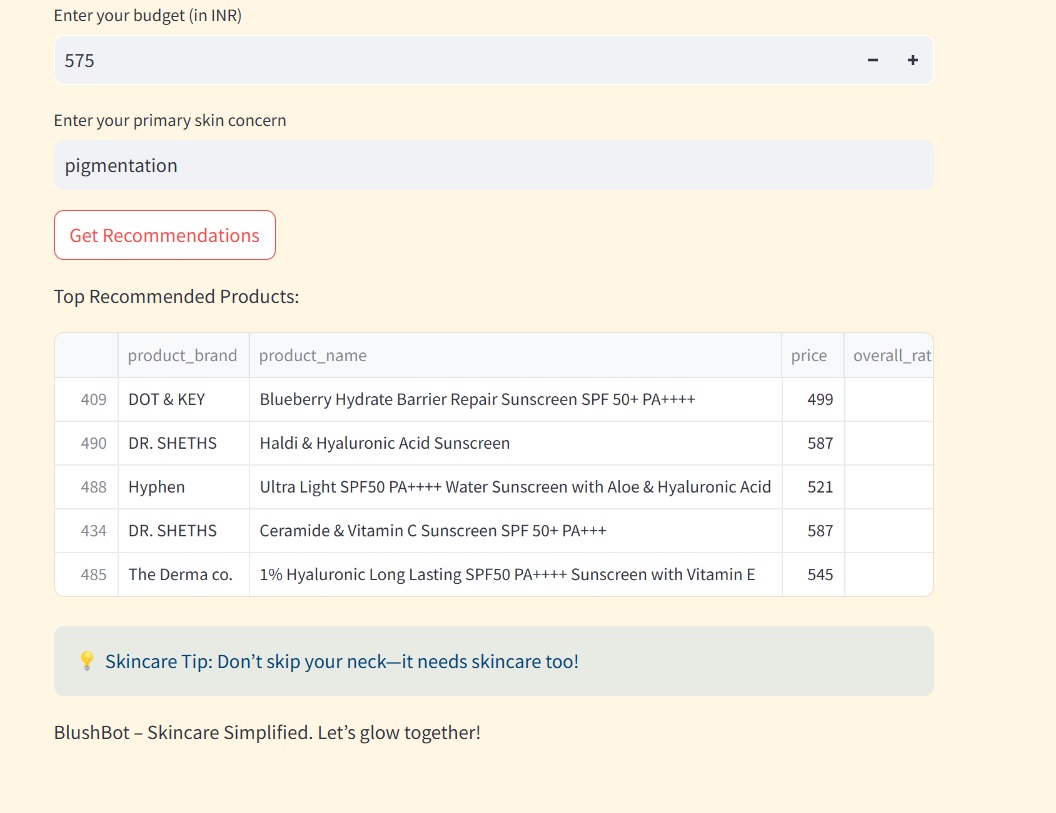 Enter your budget (in INR)
575 − +
Enter your primary skin concern
pigmentation
Get Recommendations
Top Recommended Products:
product_brand product_name price overall_rat
409 DOT & KEY Blueberry Hydrate Barrier Repair Sunscreen SPF 50+ PA++++ 499
490 DR. SHETHS Haldi & Hyaluronic Acid Sunscreen 587
488 Hyphen Ultra Light SPF50 PA++++ Water Sunscreen with Aloe & Hyaluronic Acid 521
434 DR. SHETHS Ceramide & Vitamin C Sunscreen SPF 50+ PA+++ 587
485 The Derma co. 1% Hyaluronic Long Lasting SPF50 PA++++ Sunscreen with Vitamin E 545
💡 Skincare Tip: Don’t skip your neck—it needs skincare too!
BlushBot – Skincare Simplified. Let’s glow together!